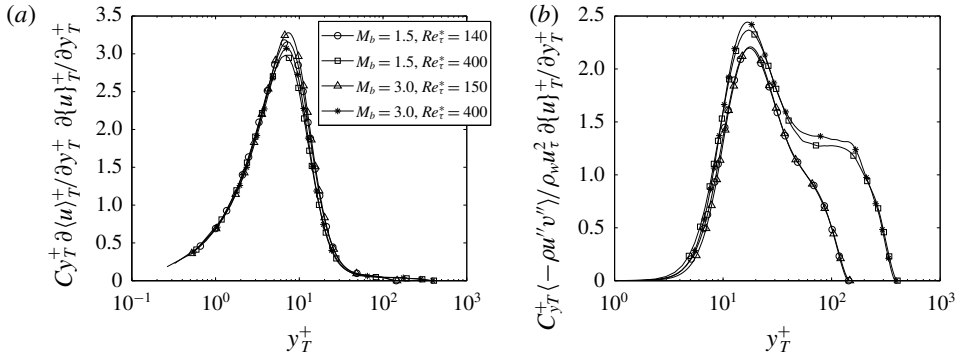 (a)
C y_T^+ ∂⟨u⟩_T^+/∂y_T^+ ∂{u}_T^+/∂y_T^+
3.5
3.0
2.5
2.0
1.5
1.0
0.5
0
M_b = 1.5, Re_τ^* = 140
M_b = 1.5, Re_τ^* = 400
M_b = 3.0, Re_τ^* = 150
M_b = 3.0, Re_τ^* = 400
10^−1 10^0 10^1 10^2 10^3
y_T^+
(b)
C y_T^+ ⟨−ρu″v″⟩/ρ_w u_τ^2 ∂{u}_T^+/∂y_T^+
2.5
2.0
1.5
1.0
0.5
0
10^0 10^1 10^2 10^3
y_T^+